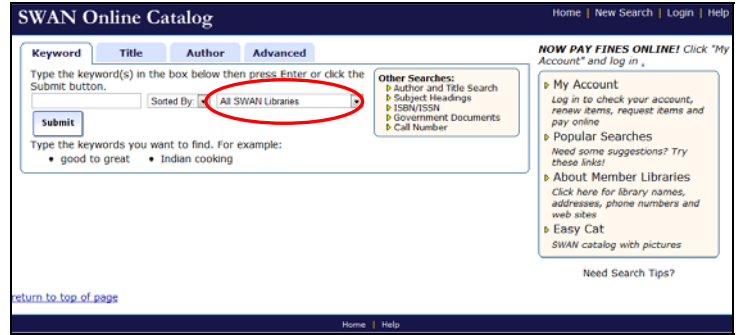 SWAN Online Catalog
Home | New Search | Login | Help
Keyword Title Author Advanced
Type the keyword(s) in the box below then press Enter or click the
Submit button.
Sorted By: All SWAN Libraries
Submit
Type the keywords you want to find. For
example:
• good to great • Indian cooking
Other Searches:
Author and Title Search
Subject Headings
ISBN/ISSN
Government Documents
Call Number
NOW PAY FINES ONLINE! Click "My
Account" and log in .
My Account
Log in to check your account,
renew items, request items and
pay online
Popular Searches
Need some suggestions? Try
these links!
About Member Libraries
Click here for library names,
addresses, phone numbers and
web sites
Easy Cat
SWAN catalog with pictures
Need Search Tips?
return to top of page
Home | Help